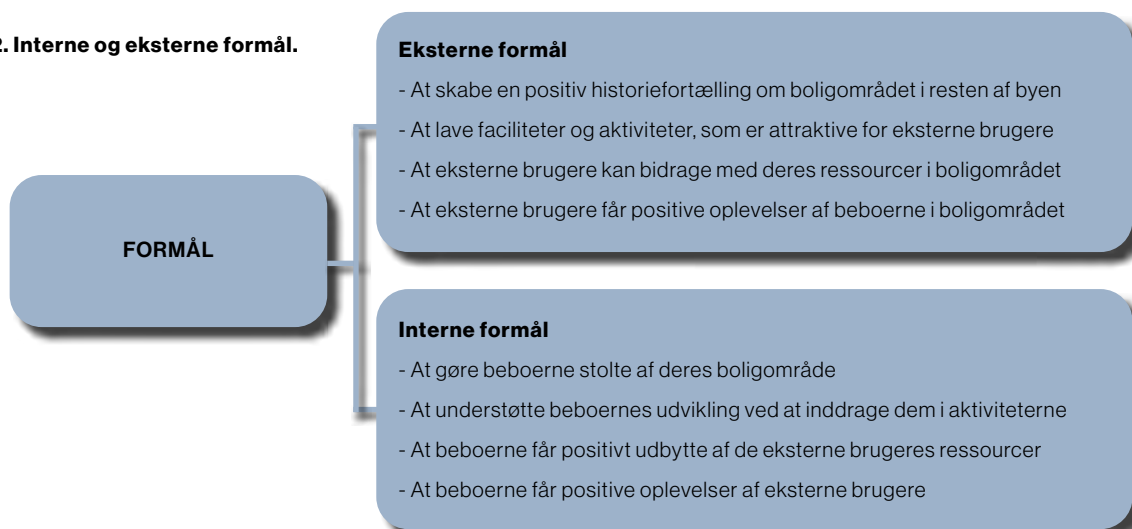 2. Interne og eksterne formål.
FORMÅL
Eksterne formål
- At skabe en positiv historiefortælling om boligområdet i resten af byen
- At lave faciliteter og aktiviteter, som er attraktive for eksterne brugere
- At eksterne brugere kan bidrage med deres ressourcer i boligområdet
- At eksterne brugere får positive oplevelser af beboerne i boligområdet
Interne formål
- At gøre beboerne stolte af deres boligområde
- At understøtte beboernes udvikling ved at inddrage dem i aktiviteterne
- At beboerne får positivt udbytte af de eksterne brugeres ressourcer
- At beboerne får positive oplevelser af eksterne brugere